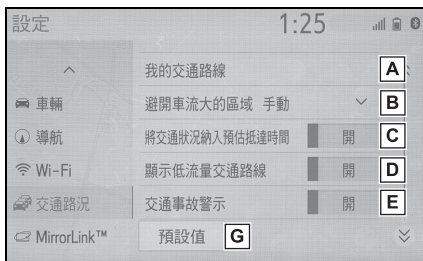 設定 1:25
我的交通路線 A
車輛 避開車流大的區域 手動 B
導航 將交通狀況納入預估抵達時間 開 C
Wi-Fi 顯示低流量交通路線 開 D
交通路況 交通事故警示 開 E
MirrorLink™ 預設值 G